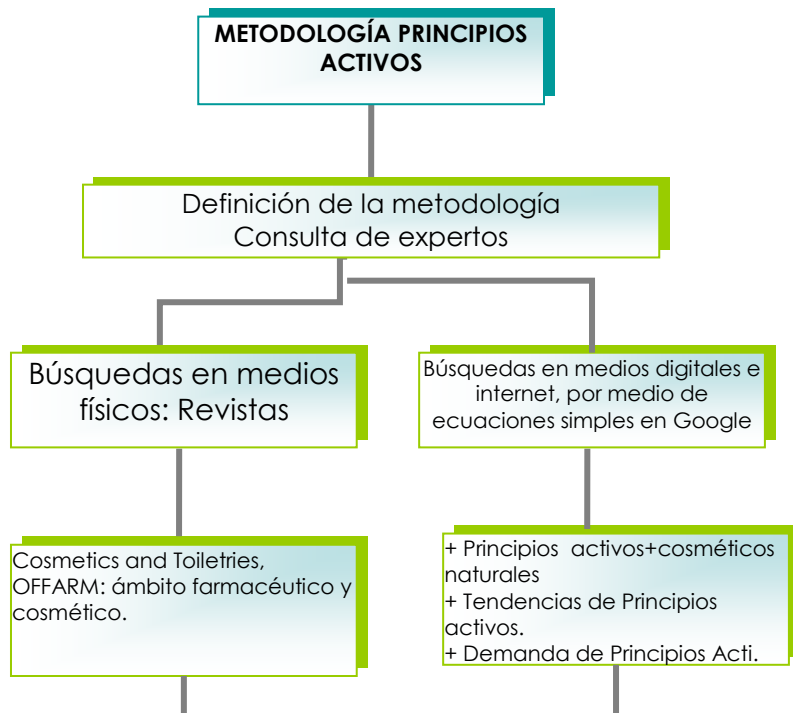 METODOLOGÍA PRINCIPIOS
ACTIVOS
Definición de la metodología
Consulta de expertos
Búsquedas en medios
físicos: Revistas
Búsquedas en medios digitales e
internet, por medio de
ecuaciones simples en Google
Cosmetics and Toiletries,
OFFARM: ámbito farmacéutico y
cosmético.
+ Principios activos+cosméticos
naturales
+ Tendencias de Principios
activos.
+ Demanda de Principios Acti.